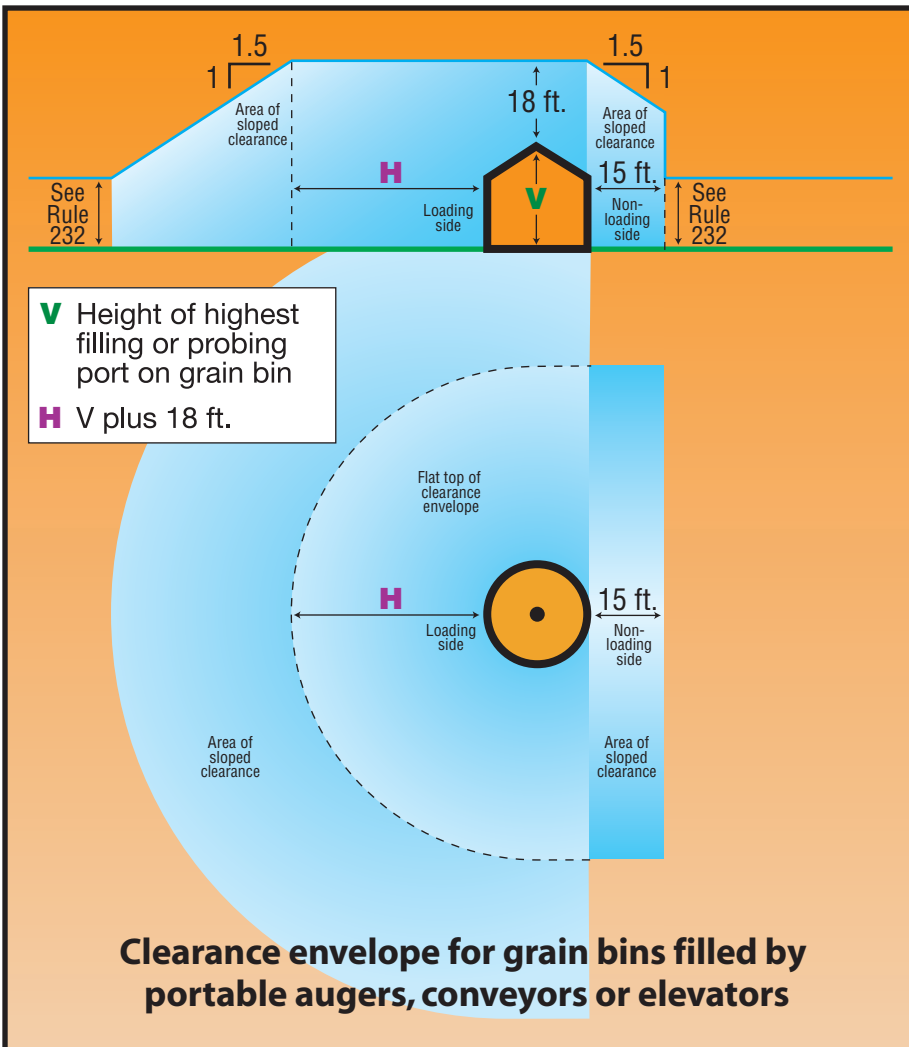 1.5
1
1.5
1
18 ft.
Area of
sloped
clearance
Area of
sloped
clearance
H
V
15 ft.
See
Rule
232
Loading
side
Non-
loading
side
See
Rule
232
V Height of highest
filling or probing
port on grain bin
H V plus 18 ft.
Flat top of
clearance
envelope
H
15 ft.
Loading
side
Non-
loading
side
Area of
sloped
clearance
Area of
sloped
clearance
Clearance envelope for grain bins filled by
portable augers, conveyors or elevators